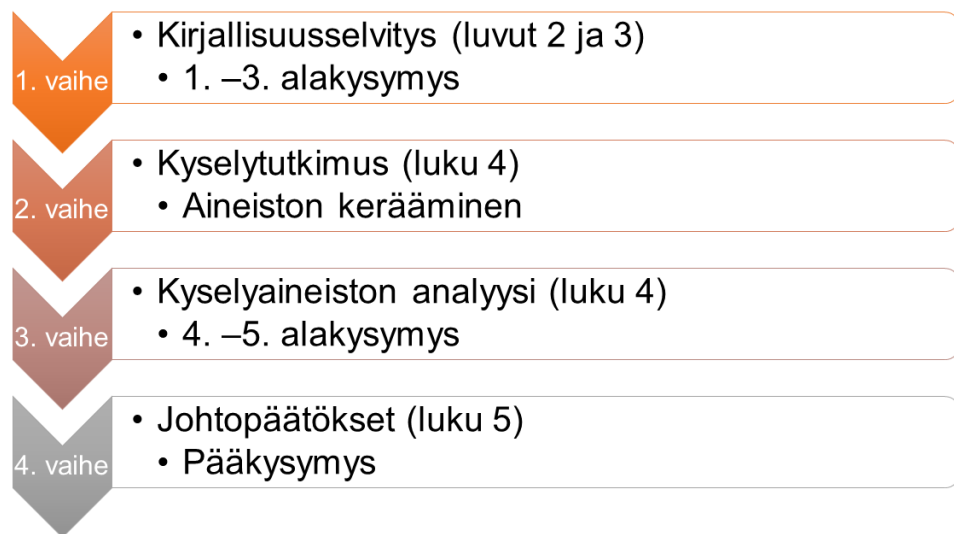 1. vaihe
• Kirjallisuusselvitys (luvut 2 ja 3)
• 1. –3. alakysymys
2. vaihe
• Kyselytutkimus (luku 4)
• Aineiston kerääminen
3. vaihe
• Kyselyaineiston analyysi (luku 4)
• 4. –5. alakysymys
4. vaihe
• Johtopäätökset (luku 5)
• Pääkysymys